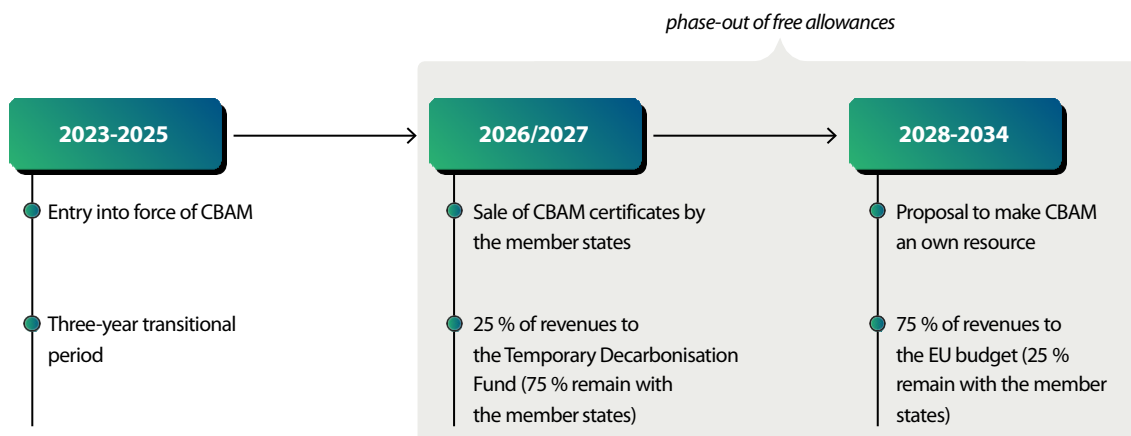 phase-out of free allowances
2023-2025
Entry into force of CBAM
Three-year transitional
period
2026/2027
Sale of CBAM certificates by
the member states
25 % of revenues to
the Temporary Decarbonisation
Fund (75 % remain with
the member states)
2028-2034
Proposal to make CBAM
an own resource
75 % of revenues to
the EU budget (25 %
remain with the member
states)